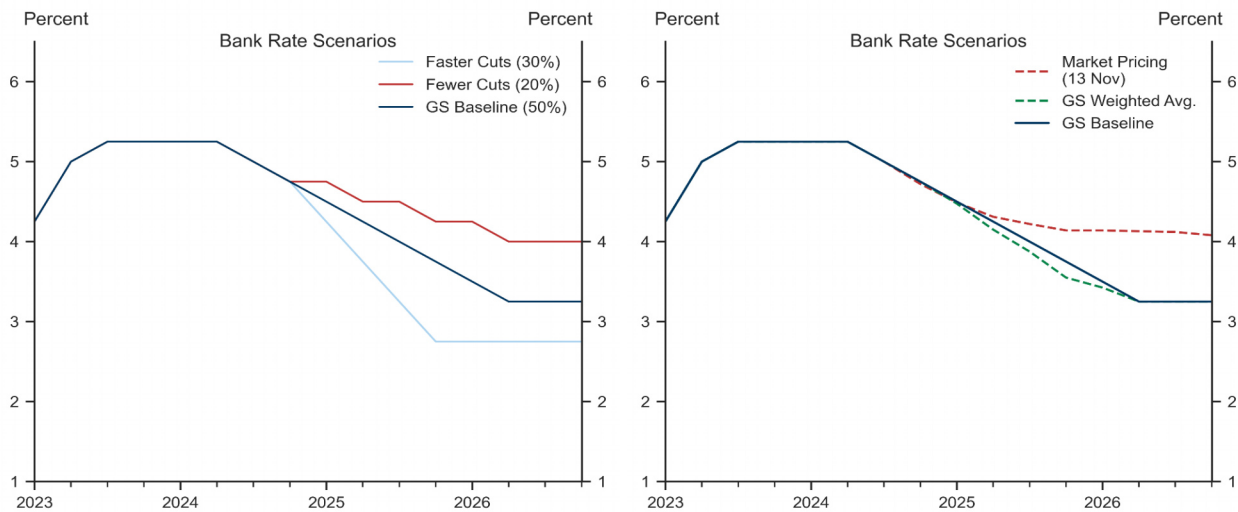 Percent
Percent
Bank Rate Scenarios
Faster Cuts (30%)
Fewer Cuts (20%)
GS Baseline (50%)
6
6
5
5
4
4
3
3
2
2
1
1
2023
2024
2025
2026
Percent
Percent
Bank Rate Scenarios
Market Pricing
(13 Nov)
GS Weighted Avg.
GS Baseline
6
6
5
5
4
4
3
3
2
2
1
1
2023
2024
2025
2026